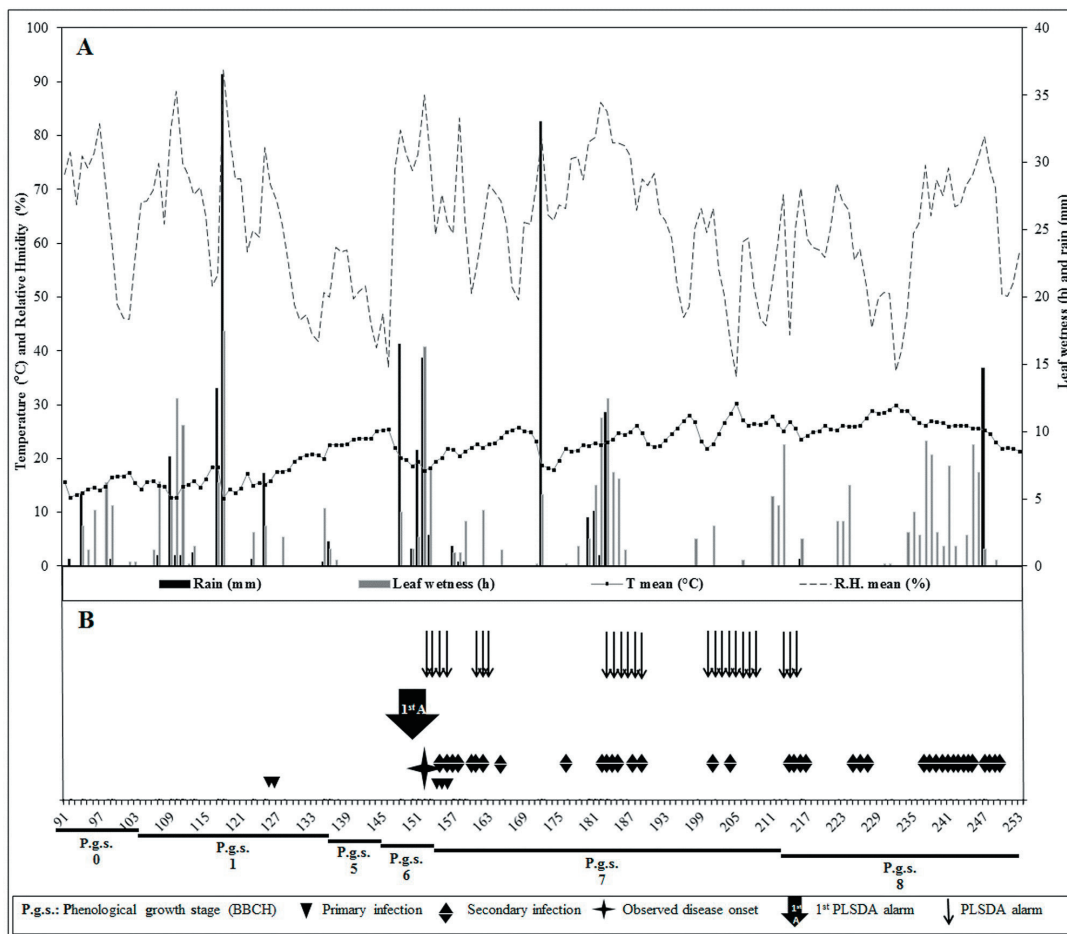 A
100
90
80
70
60
50
40
30
20
10
0
Temperature (°C) and Relative Hmidity (%)
40
35
30
25
20
15
10
5
0
Leaf wetness (h) and rain (mm)
Rain (mm) Leaf wetness (h) T mean (°C) R.H. mean (%)
B
1st A
91 97 103 109 115 121 127 133 139 145 151 157 163 169 175 181 187 193 199 205 211 217 223 229 235 241 247 253
P.g.s. 0
P.g.s. 1
P.g.s. 5
P.g.s. 6
P.g.s. 7
P.g.s. 8
P.g.s.: Phenological growth stage (BBCH) Primary infection Secondary infection Observed disease onset 1st A 1st PLSDA alarm PLSDA alarm